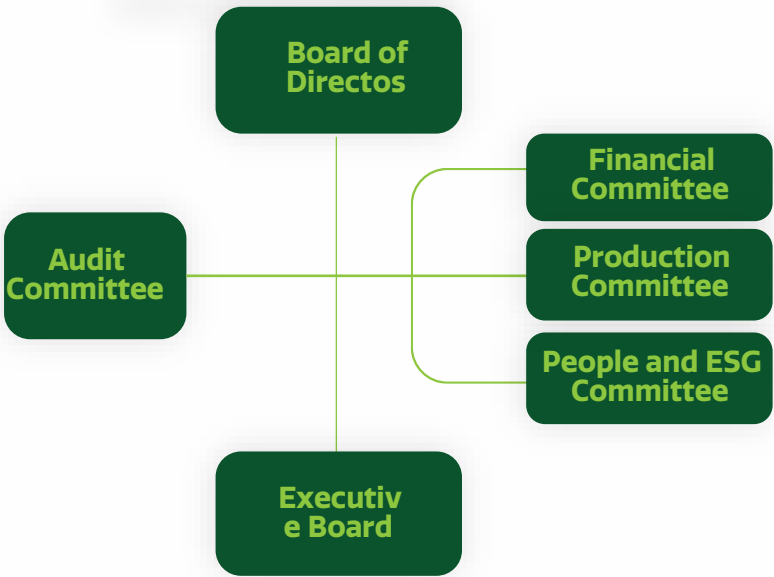 Board of
Directos
Financial
Committee
Audit
Committee
Production
Committee
People and ESG
Committee
Executiv
e Board